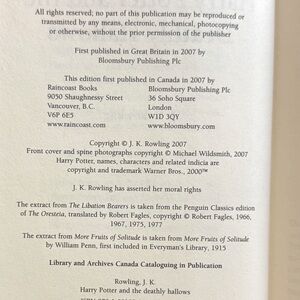 All rights reserved; no part of this publication may be reproduced or
transmitted by any means, electronic, mechanical, photocopying
or otherwise, without the prior permission of the publisher
First published in Great Britain in 2007 by
Bloomsbury Publishing Plc
This edition first published in Canada in 2007 by
Raincoast Books
9050 Shaughnessy Street
Vancouver, B.C.
V6P 6E5
www.raincoast.com
Bloomsbury Publishing Plc
36 Soho Square
London
W1D 3QY
www.bloomsbury.com
Copyright © J. K. Rowling 2007
Front cover and spine photographs copyright © Michael Wildsmith, 2007
Harry Potter, names, characters and related indicia are
copyright and trademark Warner Bros., 2000™
J. K. Rowling has asserted her moral rights
The extract from The Libation Bearers is taken from the Penguin Classics edition
of The Oresteia, translated by Robert Fagles, copyright © Robert Fagles, 1966,
1967, 1975, 1977
The extract from More Fruits of Solitude is taken from More Fruits of Solitude
by William Penn, first included in Everyman's Library, 1915
Library and Archives Canada Cataloguing in Publication
Rowling, J.K.
Harry Potter and the deathly hallows